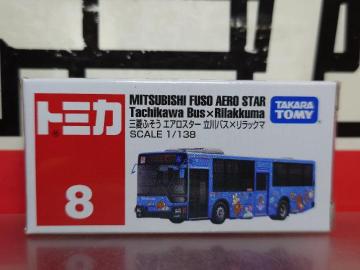 トミカ
8
MITSUBISHI FUSO AERO STAR
Tachikawa Bus×Rilakkuma
三菱ふそう エアロスター 立川バス×リラックマ
SCALE 1/138
TAKARA
TOMY